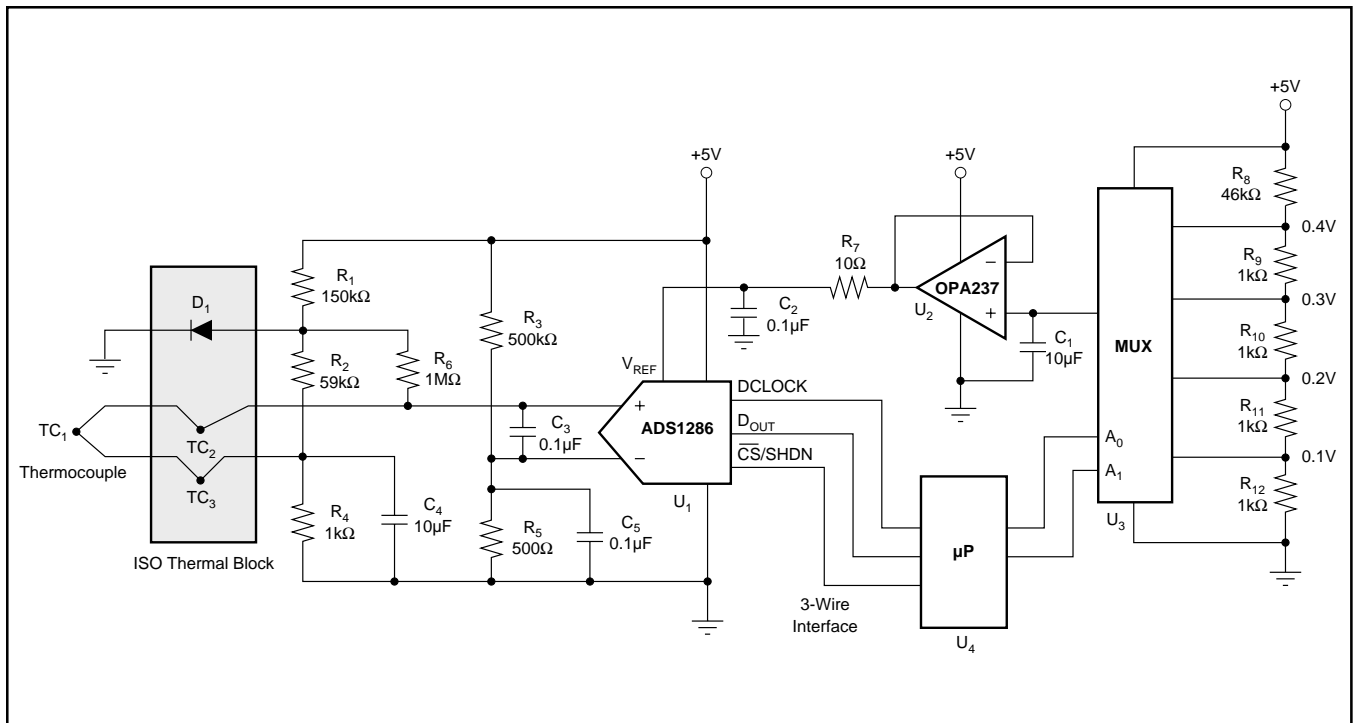 +5V
R8
46kΩ
0.4V
R9
1kΩ
0.3V
R10
1kΩ
0.2V
R11
1kΩ
0.1V
R12
1kΩ
MUX
A0
A1
U3
+5V
OPA237
−
+
U2
C1
10µF
R7
10Ω
C2
0.1µF
+5V
VREF
DCLOCK
DOUT
CS/SHDN
ADS1286
+
−
U1
R1
150kΩ
R3
500kΩ
D1
R2
59kΩ
R6
1MΩ
TC1
Thermocouple
TC2
TC3
C3
0.1µF
R4
1kΩ
C4
10µF
R5
500Ω
C5
0.1µF
ISO Thermal Block
3-Wire
Interface
µP
U4